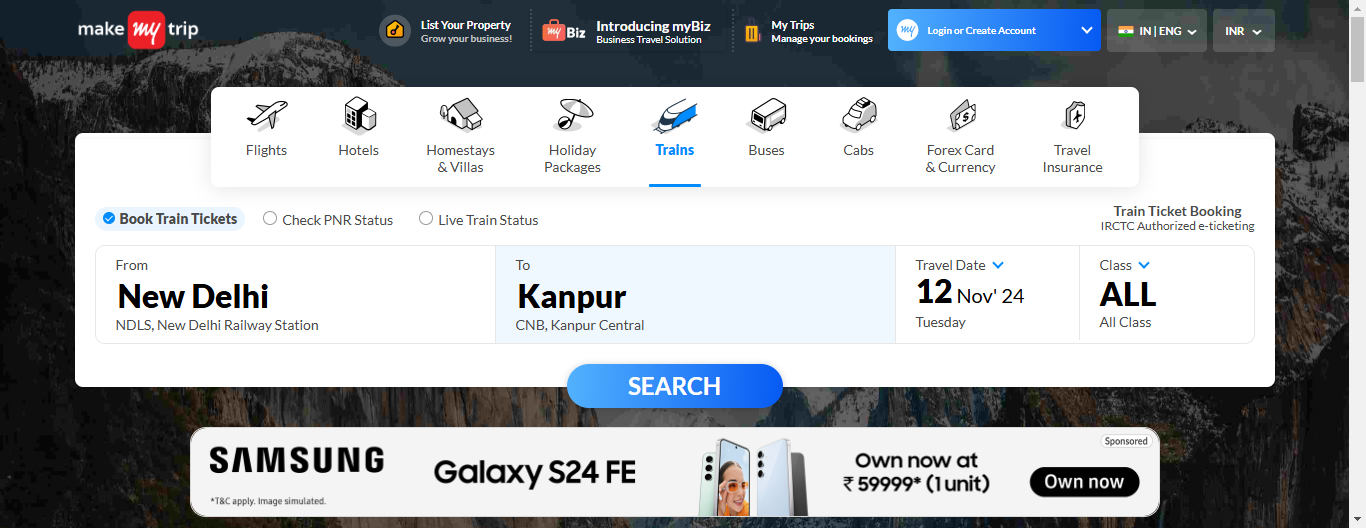 make my trip
List Your Property
Grow your business!
my Biz
Introducing myBiz
Business Travel Solution
My Trips
Manage your bookings
my
Login or Create Account
IN | ENG
INR
Flights
Hotels
Homestays
& Villas
Holiday
Packages
Trains
Buses
Cabs
Forex Card
& Currency
Travel
Insurance
Book Train Tickets
Check PNR Status
Live Train Status
Train Ticket Booking
IRCTC Authorized e-ticketing
From
New Delhi
NDLS, New Delhi Railway Station
To
Kanpur
CNB, Kanpur Central
Travel Date
12 Nov' 24
Tuesday
Class
ALL
All Class
SEARCH
SAMSUNG
*T&C apply. Image simulated.
Galaxy S24 FE
Own now at
₹ 59999* (1 unit)
Sponsored
Own now